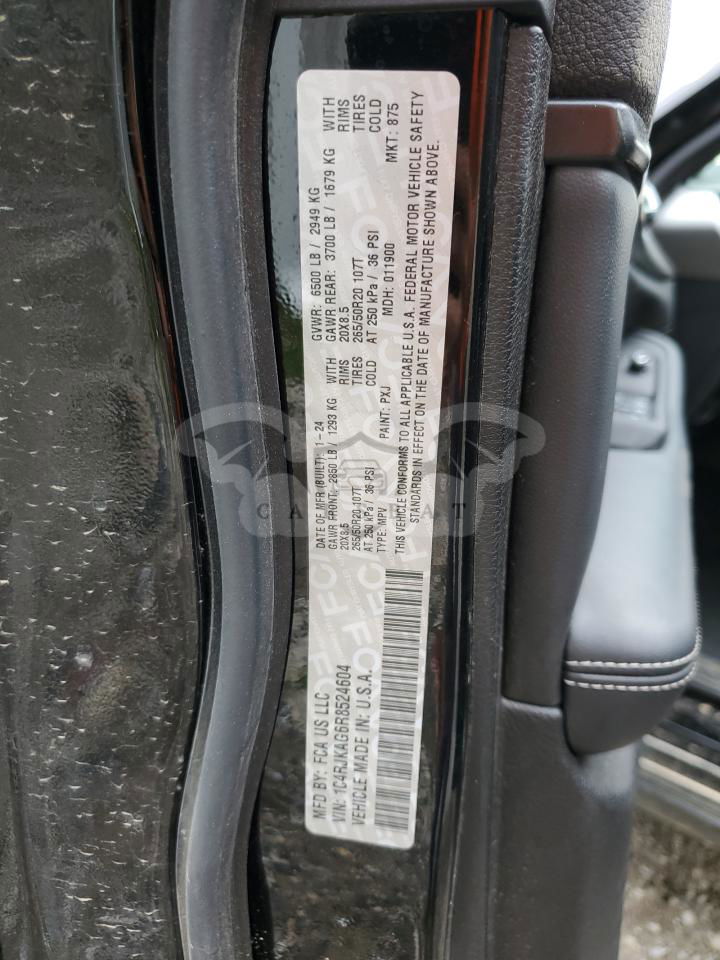 MFD BY: FCA US LLC
VIN: 1C4RJKAG6R8524604
VEHICLE MADE IN: U.S.A.
DATE OF MFR (BUILT): 1-24
GVWR: 6500 LB / 2949 KG
GAWR FRONT: 2850 LB / 1293 KG WITH
GAWR REAR: 3700 LB / 1679 KG WITH
20X8.5 RIMS
20X8.5 RIMS
265/50R20 107T TIRES
265/50R20 107T TIRES
AT 250 kPa / 36 PSI COLD
AT 250 kPa / 36 PSI COLD
TYPE: MPV PAINT: PXJ MDH: 011900 MKT: 875
THIS VEHICLE CONFORMS TO ALL APPLICABLE U.S.A. FEDERAL MOTOR VEHICLE SAFETY
STANDARDS IN EFFECT ON THE DATE OF MANUFACTURE SHOWN ABOVE.